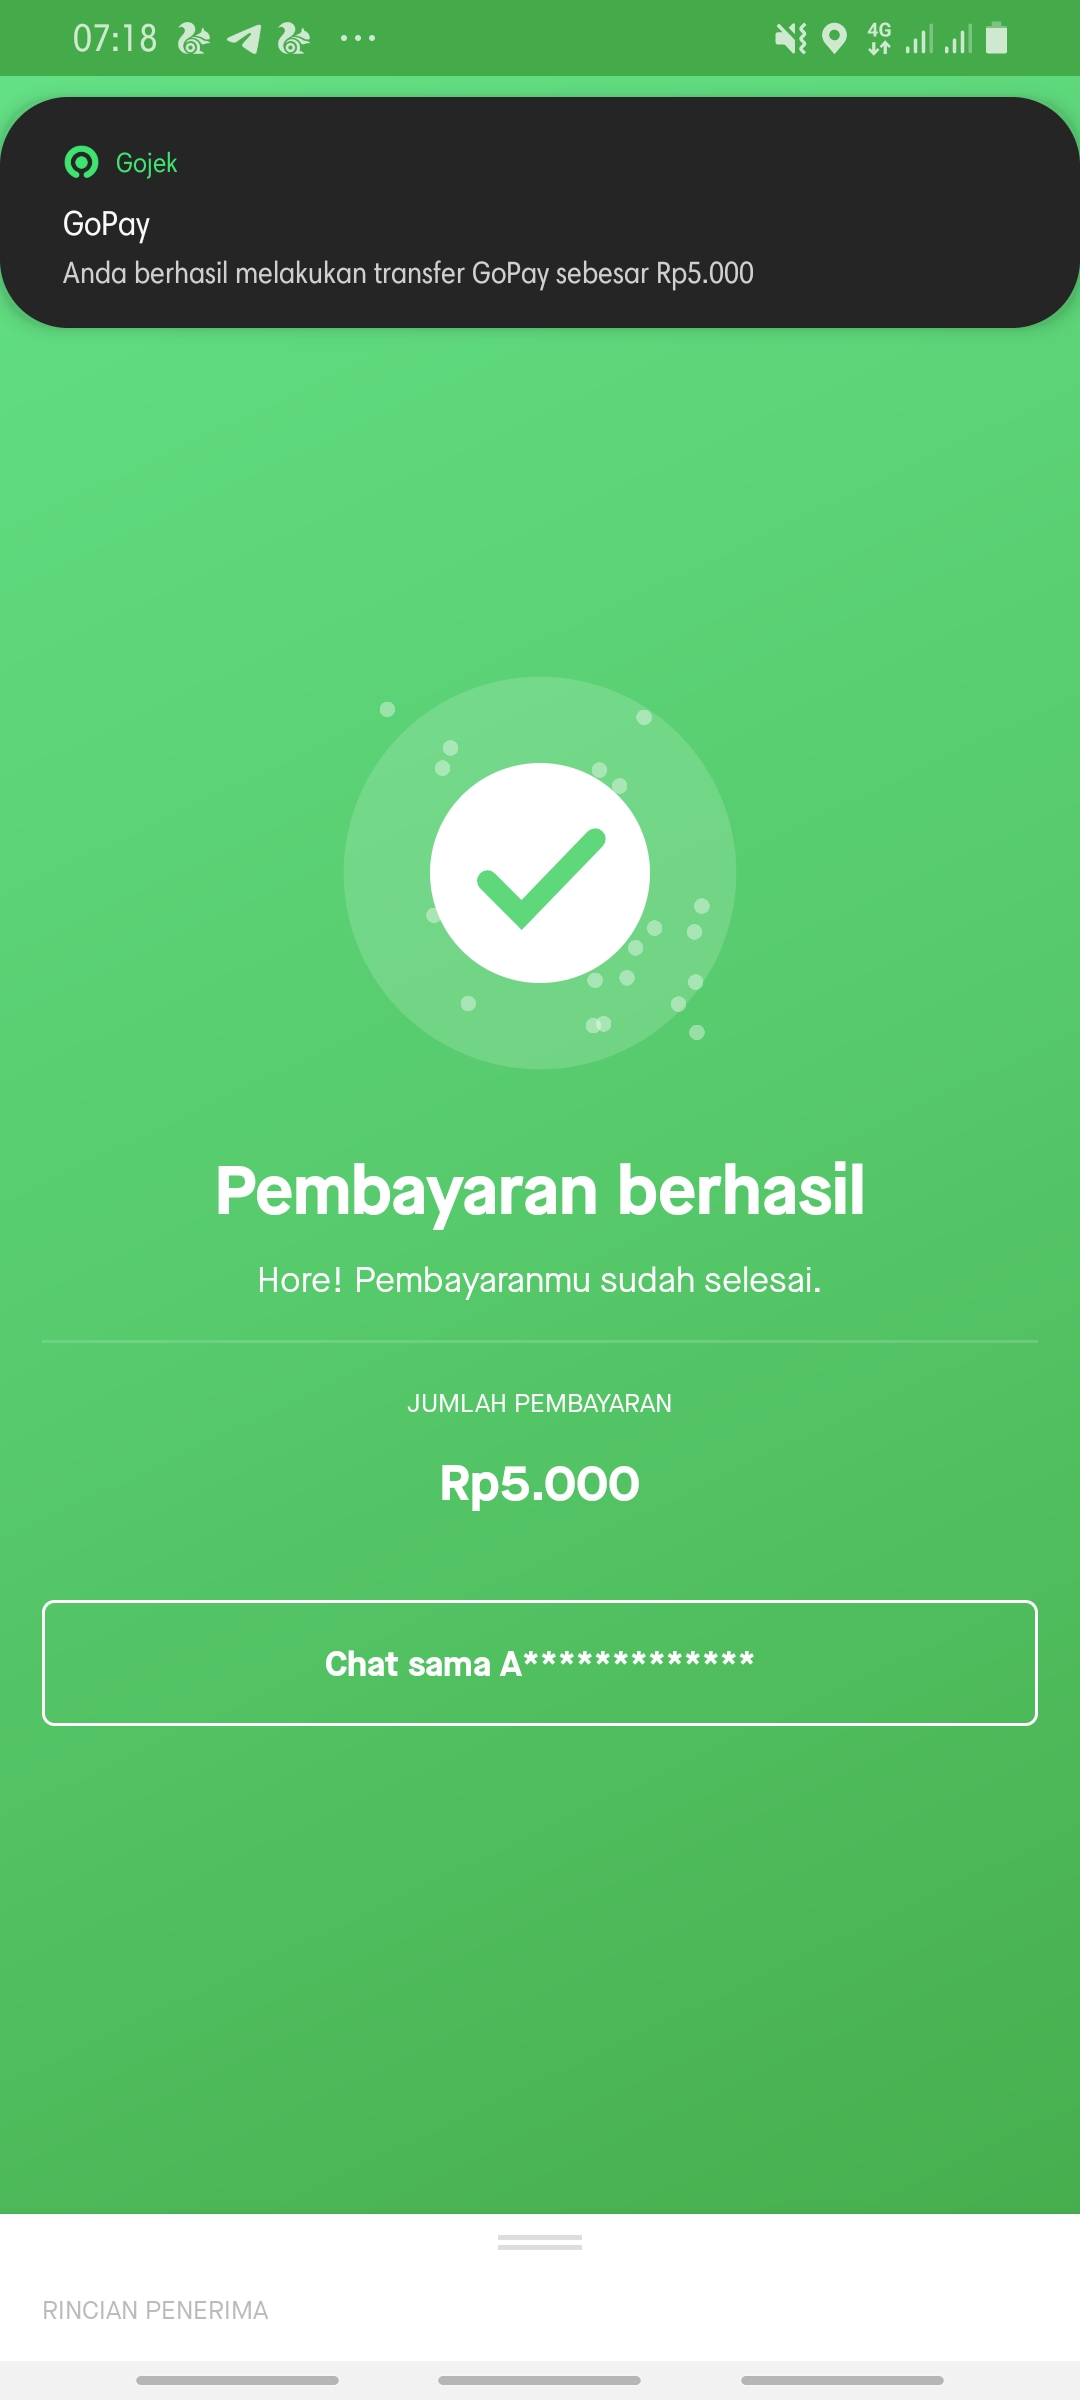 07:18
4G
Gojek
GoPay
Anda berhasil melakukan transfer GoPay sebesar Rp5.000
Pembayaran berhasil
Hore! Pembayaranmu sudah selesai.
JUMLAH PEMBAYARAN
Rp5.000
Chat sama A*************
RINCIAN PENERIMA